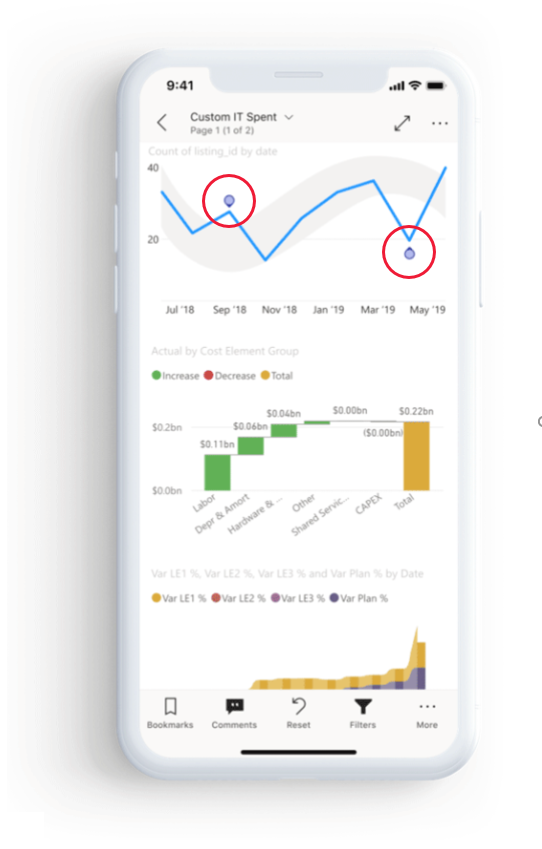 9:41
Custom IT Spent
Page 1 (1 of 2)
Count of listing_id by date
40
20
Jul '18 Sep '18 Nov '18 Jan '19 Mar '19 May '19
Actual by Cost Element Group
Increase Decrease Total
$0.2bn
$0.0bn
$0.11bn
$0.06bn
$0.04bn
$0.00bn
($0.00bn)
$0.22bn
Labor
Depr & Amort
Hardware & ...
Other
Shared Servic...
CAPEX
Total
Var LE1 %, Var LE2 %, Var LE3 % and Var Plan % by Date
Var LE1 % Var LE2 % Var LE3 % Var Plan %
Bookmarks Comments Reset Filters More